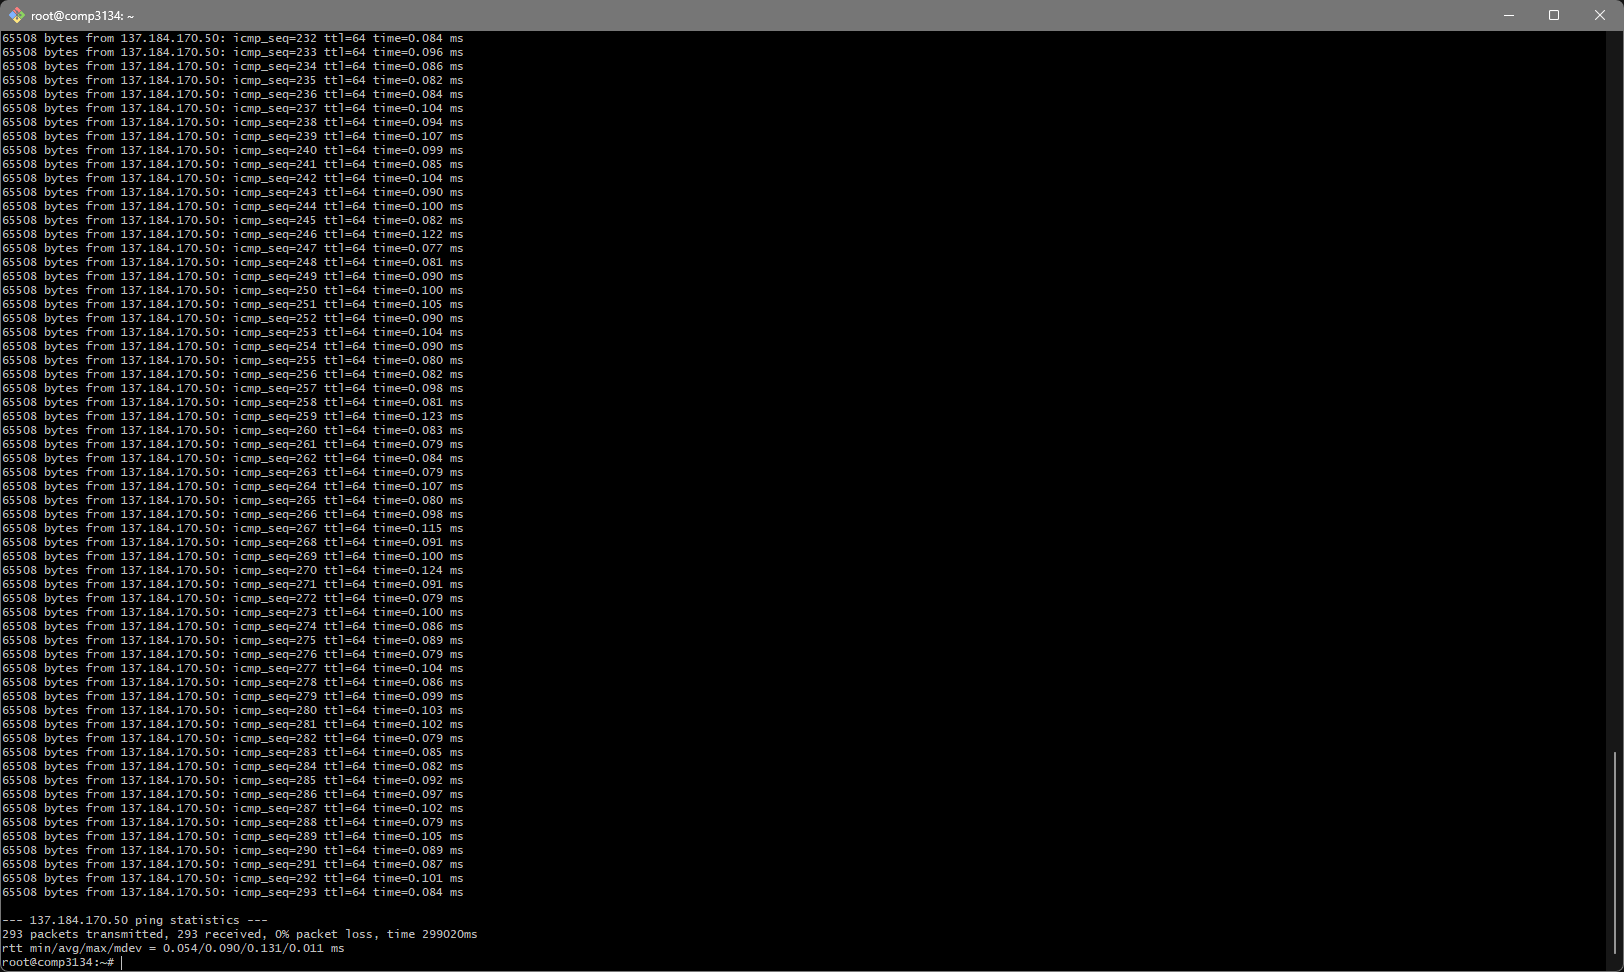 root@comp3134: ~
65508 bytes from 137.184.170.50: icmp_seq=232 ttl=64 time=0.084 ms
65508 bytes from 137.184.170.50: icmp_seq=233 ttl=64 time=0.096 ms
65508 bytes from 137.184.170.50: icmp_seq=234 ttl=64 time=0.086 ms
65508 bytes from 137.184.170.50: icmp_seq=235 ttl=64 time=0.082 ms
65508 bytes from 137.184.170.50: icmp_seq=236 ttl=64 time=0.084 ms
65508 bytes from 137.184.170.50: icmp_seq=237 ttl=64 time=0.104 ms
65508 bytes from 137.184.170.50: icmp_seq=238 ttl=64 time=0.094 ms
65508 bytes from 137.184.170.50: icmp_seq=239 ttl=64 time=0.107 ms
65508 bytes from 137.184.170.50: icmp_seq=240 ttl=64 time=0.099 ms
65508 bytes from 137.184.170.50: icmp_seq=241 ttl=64 time=0.085 ms
65508 bytes from 137.184.170.50: icmp_seq=242 ttl=64 time=0.104 ms
65508 bytes from 137.184.170.50: icmp_seq=243 ttl=64 time=0.090 ms
65508 bytes from 137.184.170.50: icmp_seq=244 ttl=64 time=0.100 ms
65508 bytes from 137.184.170.50: icmp_seq=245 ttl=64 time=0.082 ms
65508 bytes from 137.184.170.50: icmp_seq=246 ttl=64 time=0.122 ms
65508 bytes from 137.184.170.50: icmp_seq=247 ttl=64 time=0.077 ms
65508 bytes from 137.184.170.50: icmp_seq=248 ttl=64 time=0.081 ms
65508 bytes from 137.184.170.50: icmp_seq=249 ttl=64 time=0.090 ms
65508 bytes from 137.184.170.50: icmp_seq=250 ttl=64 time=0.100 ms
65508 bytes from 137.184.170.50: icmp_seq=251 ttl=64 time=0.105 ms
65508 bytes from 137.184.170.50: icmp_seq=252 ttl=64 time=0.090 ms
65508 bytes from 137.184.170.50: icmp_seq=253 ttl=64 time=0.104 ms
65508 bytes from 137.184.170.50: icmp_seq=254 ttl=64 time=0.090 ms
65508 bytes from 137.184.170.50: icmp_seq=255 ttl=64 time=0.080 ms
65508 bytes from 137.184.170.50: icmp_seq=256 ttl=64 time=0.082 ms
65508 bytes from 137.184.170.50: icmp_seq=257 ttl=64 time=0.098 ms
65508 bytes from 137.184.170.50: icmp_seq=258 ttl=64 time=0.081 ms
65508 bytes from 137.184.170.50: icmp_seq=259 ttl=64 time=0.123 ms
65508 bytes from 137.184.170.50: icmp_seq=260 ttl=64 time=0.083 ms
65508 bytes from 137.184.170.50: icmp_seq=261 ttl=64 time=0.079 ms
65508 bytes from 137.184.170.50: icmp_seq=262 ttl=64 time=0.084 ms
65508 bytes from 137.184.170.50: icmp_seq=263 ttl=64 time=0.079 ms
65508 bytes from 137.184.170.50: icmp_seq=264 ttl=64 time=0.107 ms
65508 bytes from 137.184.170.50: icmp_seq=265 ttl=64 time=0.080 ms
65508 bytes from 137.184.170.50: icmp_seq=266 ttl=64 time=0.098 ms
65508 bytes from 137.184.170.50: icmp_seq=267 ttl=64 time=0.115 ms
65508 bytes from 137.184.170.50: icmp_seq=268 ttl=64 time=0.091 ms
65508 bytes from 137.184.170.50: icmp_seq=269 ttl=64 time=0.100 ms
65508 bytes from 137.184.170.50: icmp_seq=270 ttl=64 time=0.124 ms
65508 bytes from 137.184.170.50: icmp_seq=271 ttl=64 time=0.091 ms
65508 bytes from 137.184.170.50: icmp_seq=272 ttl=64 time=0.079 ms
65508 bytes from 137.184.170.50: icmp_seq=273 ttl=64 time=0.100 ms
65508 bytes from 137.184.170.50: icmp_seq=274 ttl=64 time=0.086 ms
65508 bytes from 137.184.170.50: icmp_seq=275 ttl=64 time=0.089 ms
65508 bytes from 137.184.170.50: icmp_seq=276 ttl=64 time=0.079 ms
65508 bytes from 137.184.170.50: icmp_seq=277 ttl=64 time=0.104 ms
65508 bytes from 137.184.170.50: icmp_seq=278 ttl=64 time=0.086 ms
65508 bytes from 137.184.170.50: icmp_seq=279 ttl=64 time=0.099 ms
65508 bytes from 137.184.170.50: icmp_seq=280 ttl=64 time=0.103 ms
65508 bytes from 137.184.170.50: icmp_seq=281 ttl=64 time=0.102 ms
65508 bytes from 137.184.170.50: icmp_seq=282 ttl=64 time=0.079 ms
65508 bytes from 137.184.170.50: icmp_seq=283 ttl=64 time=0.085 ms
65508 bytes from 137.184.170.50: icmp_seq=284 ttl=64 time=0.082 ms
65508 bytes from 137.184.170.50: icmp_seq=285 ttl=64 time=0.092 ms
65508 bytes from 137.184.170.50: icmp_seq=286 ttl=64 time=0.097 ms
65508 bytes from 137.184.170.50: icmp_seq=287 ttl=64 time=0.102 ms
65508 bytes from 137.184.170.50: icmp_seq=288 ttl=64 time=0.079 ms
65508 bytes from 137.184.170.50: icmp_seq=289 ttl=64 time=0.105 ms
65508 bytes from 137.184.170.50: icmp_seq=290 ttl=64 time=0.089 ms
65508 bytes from 137.184.170.50: icmp_seq=291 ttl=64 time=0.087 ms
65508 bytes from 137.184.170.50: icmp_seq=292 ttl=64 time=0.101 ms
65508 bytes from 137.184.170.50: icmp_seq=293 ttl=64 time=0.084 ms
--- 137.184.170.50 ping statistics ---
293 packets transmitted, 293 received, 0% packet loss, time 299020ms
rtt min/avg/max/mdev = 0.054/0.090/0.131/0.011 ms
root@comp3134:~#